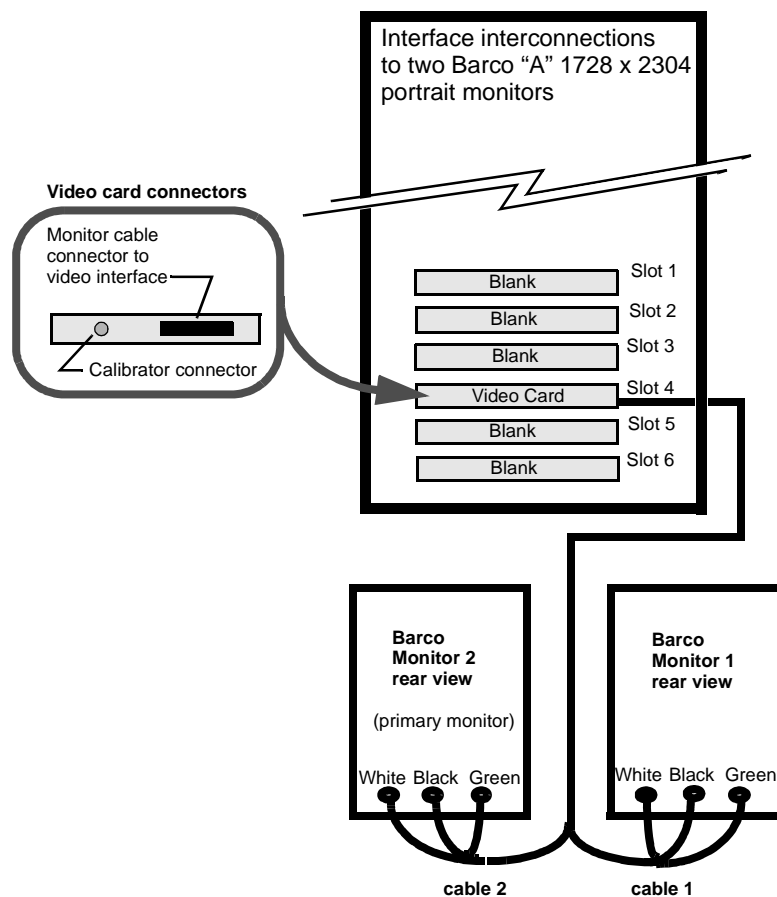 Interface interconnections
to two Barco “A” 1728 x 2304
portrait monitors
Video card connectors
Monitor cable
connector to
video interface
Calibrator connector
Blank
Slot 1
Blank
Slot 2
Blank
Slot 3
Video Card
Slot 4
Blank
Slot 5
Blank
Slot 6
Barco
Monitor 2
rear view
(primary monitor)
White Black Green
Barco
Monitor 1
rear view
White Black Green
cable 2
cable 1